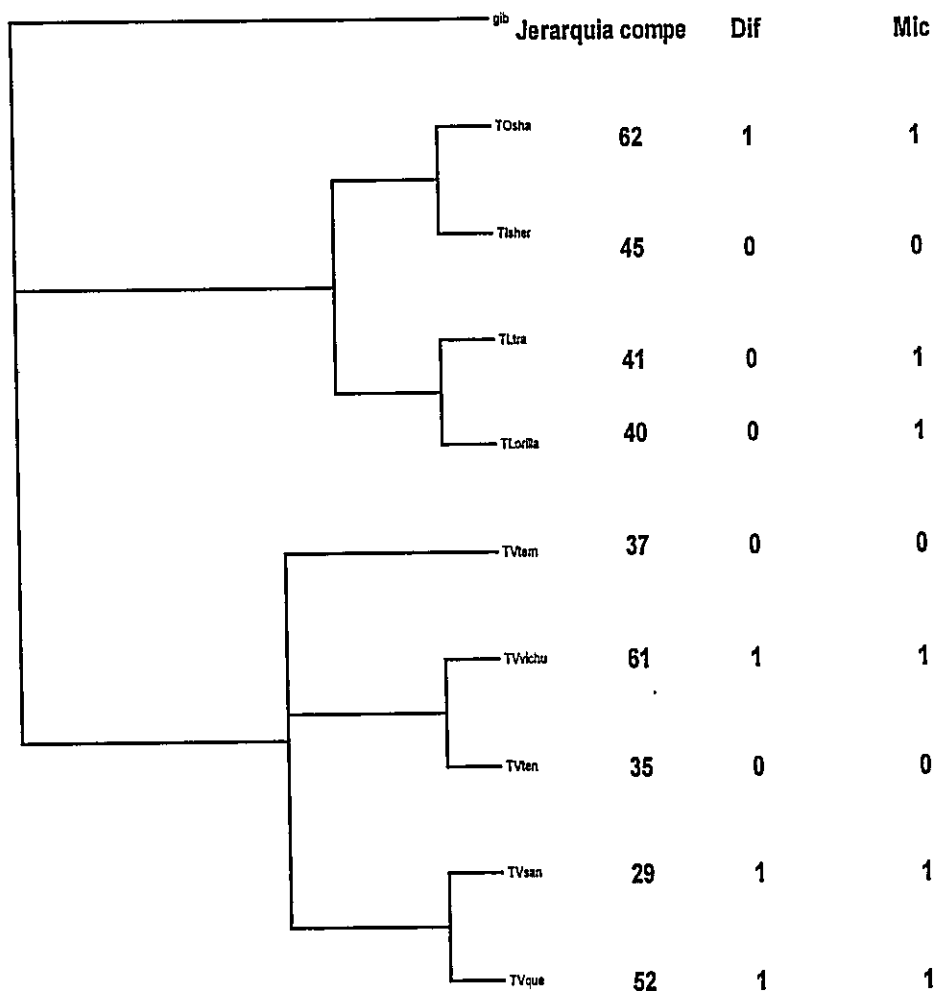 gib Jerarquia compe Dif Mic
TOsha 62 1 1
TIsher 45 0 0
TLtra 41 0 1
TLorilla 40 0 1
TVtem 37 0 0
TVvichu 61 1 1
TVten 35 0 0
TVsan 29 1 1
TVque 52 1 1